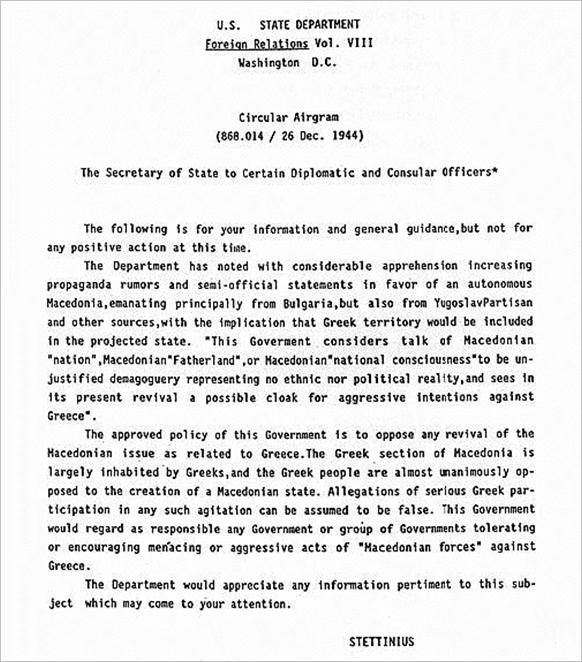 U.S. STATE DEPARTMENT
Foreign Relations Vol. VIII
Washington D.C.
Circular Airgram
(868.014 / 26 Dec. 1944)
The Secretary of State to Certain Diplomatic and Consular Officers*
The following is for your information and general guidance,but not for
any positive action at this time.
The Department has noted with considerable apprehension increasing
propaganda rumors and semi-official statements in favor of an autonomous
Macedonia,emanating principally from Bulgaria,but also from YugoslavPartisan
and other sources,with the implication that Greek territory would be included
in the projected state. "This Goverment considers talk of Macedonian
"nation",Macedonian"Fatherland",or Macedonian"national consciousness"to be un-
justified demagoguery representing no ethnic nor political reality,and sees in
its present revival a possible cloak for aggressive intentions against
Greece".
The approved policy of this Government is to oppose any revival of the
Macedonian issue as related to Greece.The Greek section of Macedonia is
largely inhabited by Greeks,and the Greek people are almost unanimously op-
posed to the creation of a Macedonian state. Allegations of serious Greek par-
ticipation in any such agitation can be assumed to be false. This Government
would regard as responsible any Government or group of Governments tolerating
or encouraging menacing or aggressive acts of "Macedonian forces" against
Greece.
The Department would appreciate any information pertiment to this sub-
ject which may come to your attention.
STETTINIUS